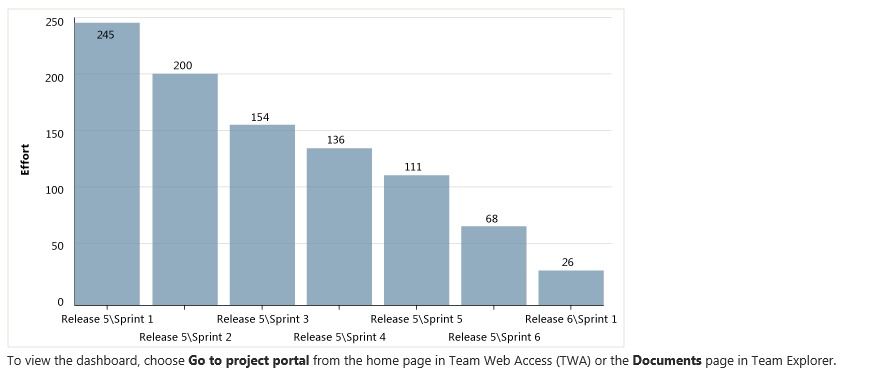 250
245
200
200
154
150
136
111
100
Effort
68
50
26
0
Release 5\Sprint 1
Release 5\Sprint 3
Release 5\Sprint 5
Release 6\Sprint 1
Release 5\Sprint 2
Release 5\Sprint 4
Release 5\Sprint 6
To view the dashboard, choose Go to project portal from the home page in Team Web Access (TWA) or the Documents page in Team Explorer.